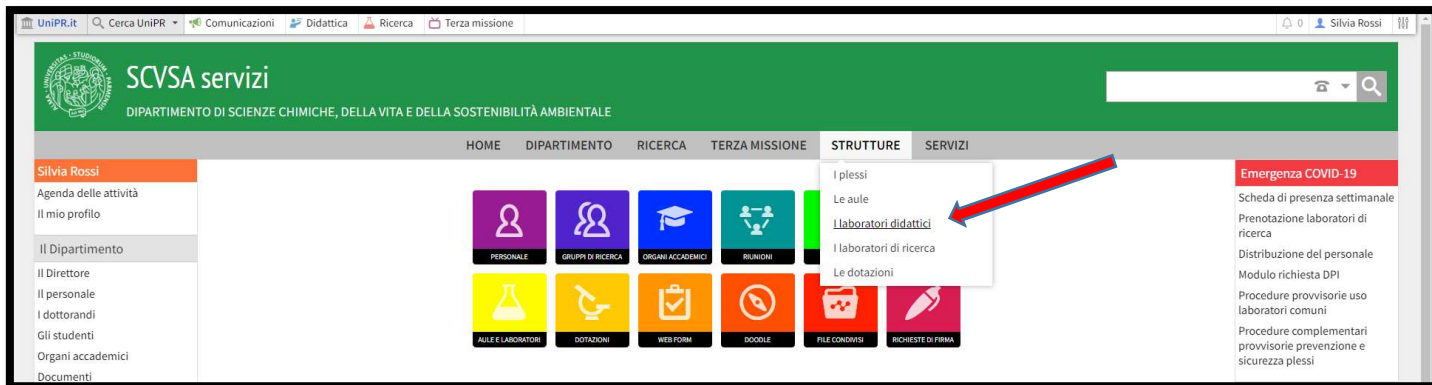 UniPR.it Cerca UniPR Comunicazioni Didattica Ricerca Terza missione 0 Silvia Rossi
SCVSA servizi
DIPARTIMENTO DI SCIENZE CHIMICHE, DELLA VITA E DELLA SOSTENIBILITÀ AMBIENTALE
HOME DIPARTIMENTO RICERCA TERZA MISSIONE STRUTTURE SERVIZI
Silvia Rossi
Agenda delle attività
Il mio profilo
Il Dipartimento
Il Direttore
Il personale
I dottorandi
Gli studenti
Organi accademici
Documenti
PERSONALE GRUPPI DI RICERCA ORGANI ACCADEMICI RIUNIONI
AULE E LABORATORI DOTAZIONI WEB FORM DOODLE FILE CONDIVISI RICHIESTE DI FIRMA
I plessi
Le aule
I laboratori didattici
I laboratori di ricerca
Le dotazioni
Emergenza COVID-19
Scheda di presenza settimanale
Prenotazione laboratori di
ricerca
Distribuzione del personale
Modulo richiesta DPI
Procedure provvisorie uso
laboratori comuni
Procedure complementari
provvisorie prevenzione e
sicurezza plessi